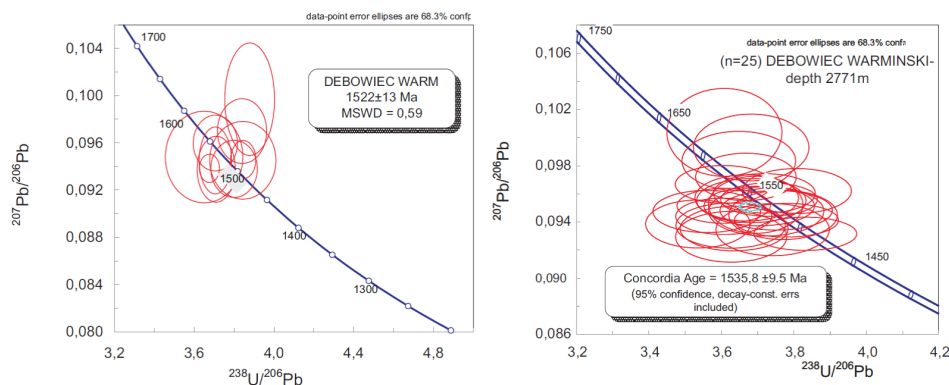 data-point error ellipses are 68.3% conf
0,104
0,100
0,096
0,092
0,088
0,084
0,080
207Pb/206Pb
1700
1600
1500
1400
1300
DEBOWIEC WARM
1522±13 Ma
MSWD = 0,59
3,2
3,6
4,0
4,4
4,8
238U/206Pb
0,108
0,106
0,102
0,098
0,094
0,090
0,086
207Pb/206Pb
1750
1650
1550
1450
data-point error ellipses are 68.3% conf
(n=25) DEBOWIEC WARMINSKI-
depth 2771m
Concordia Age = 1535,8 ±9.5 Ma
(95% confidence, decay-const. errs
included)
3,2
3,4
3,6
3,8
4,0
4,2
238U/206Pb